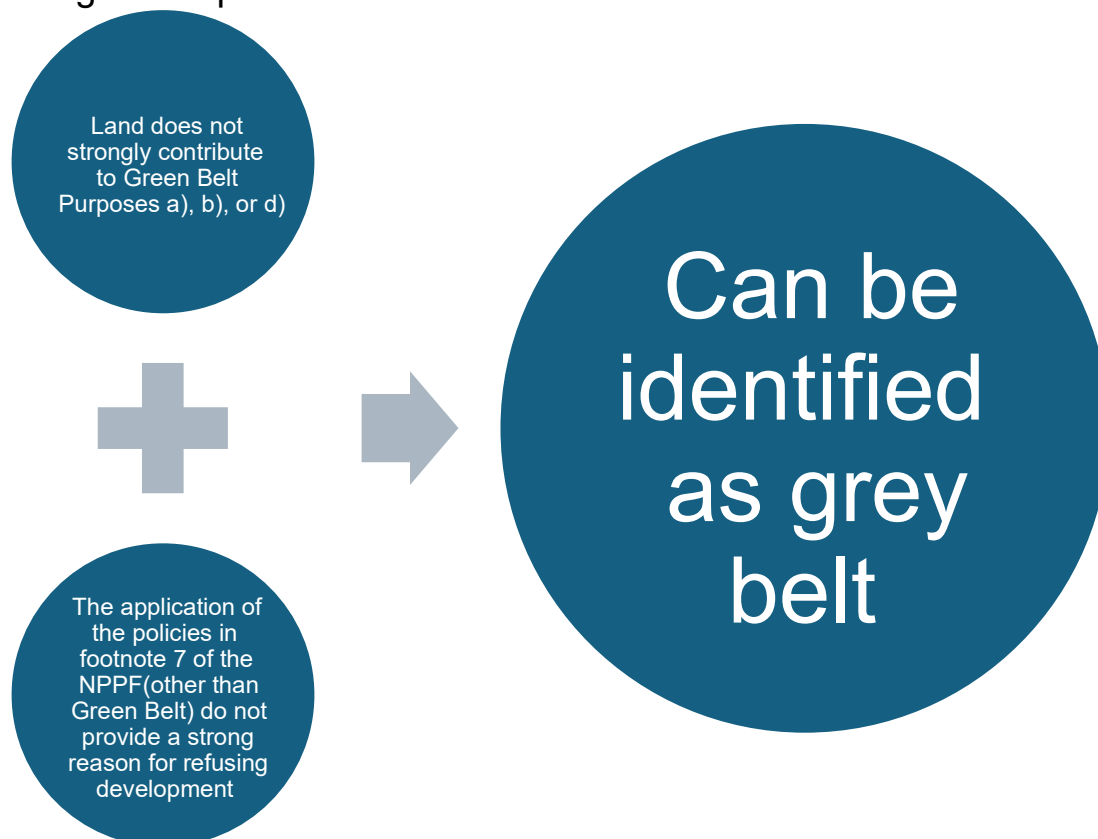 Land does not
strongly contribute
to Green Belt
Purposes a), b), or d)
The application of
the policies in
footnote 7 of the
NPPF(other than
Green Belt) do not
provide a strong
reason for refusing
development
Can be
identified
as grey
belt